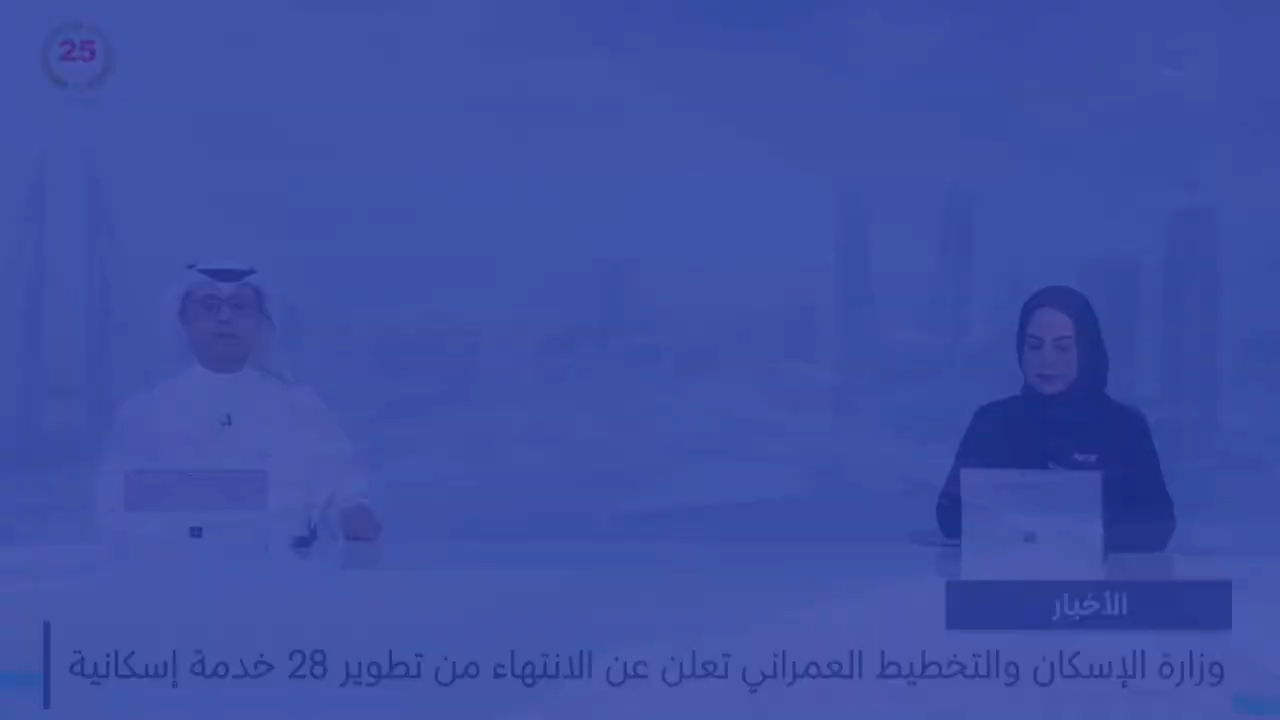 25
الأخبار
وزارة الإسكان والتخطيط العمراني تعلن عن الانتهاء من تطوير 28 خدمة إسكانية